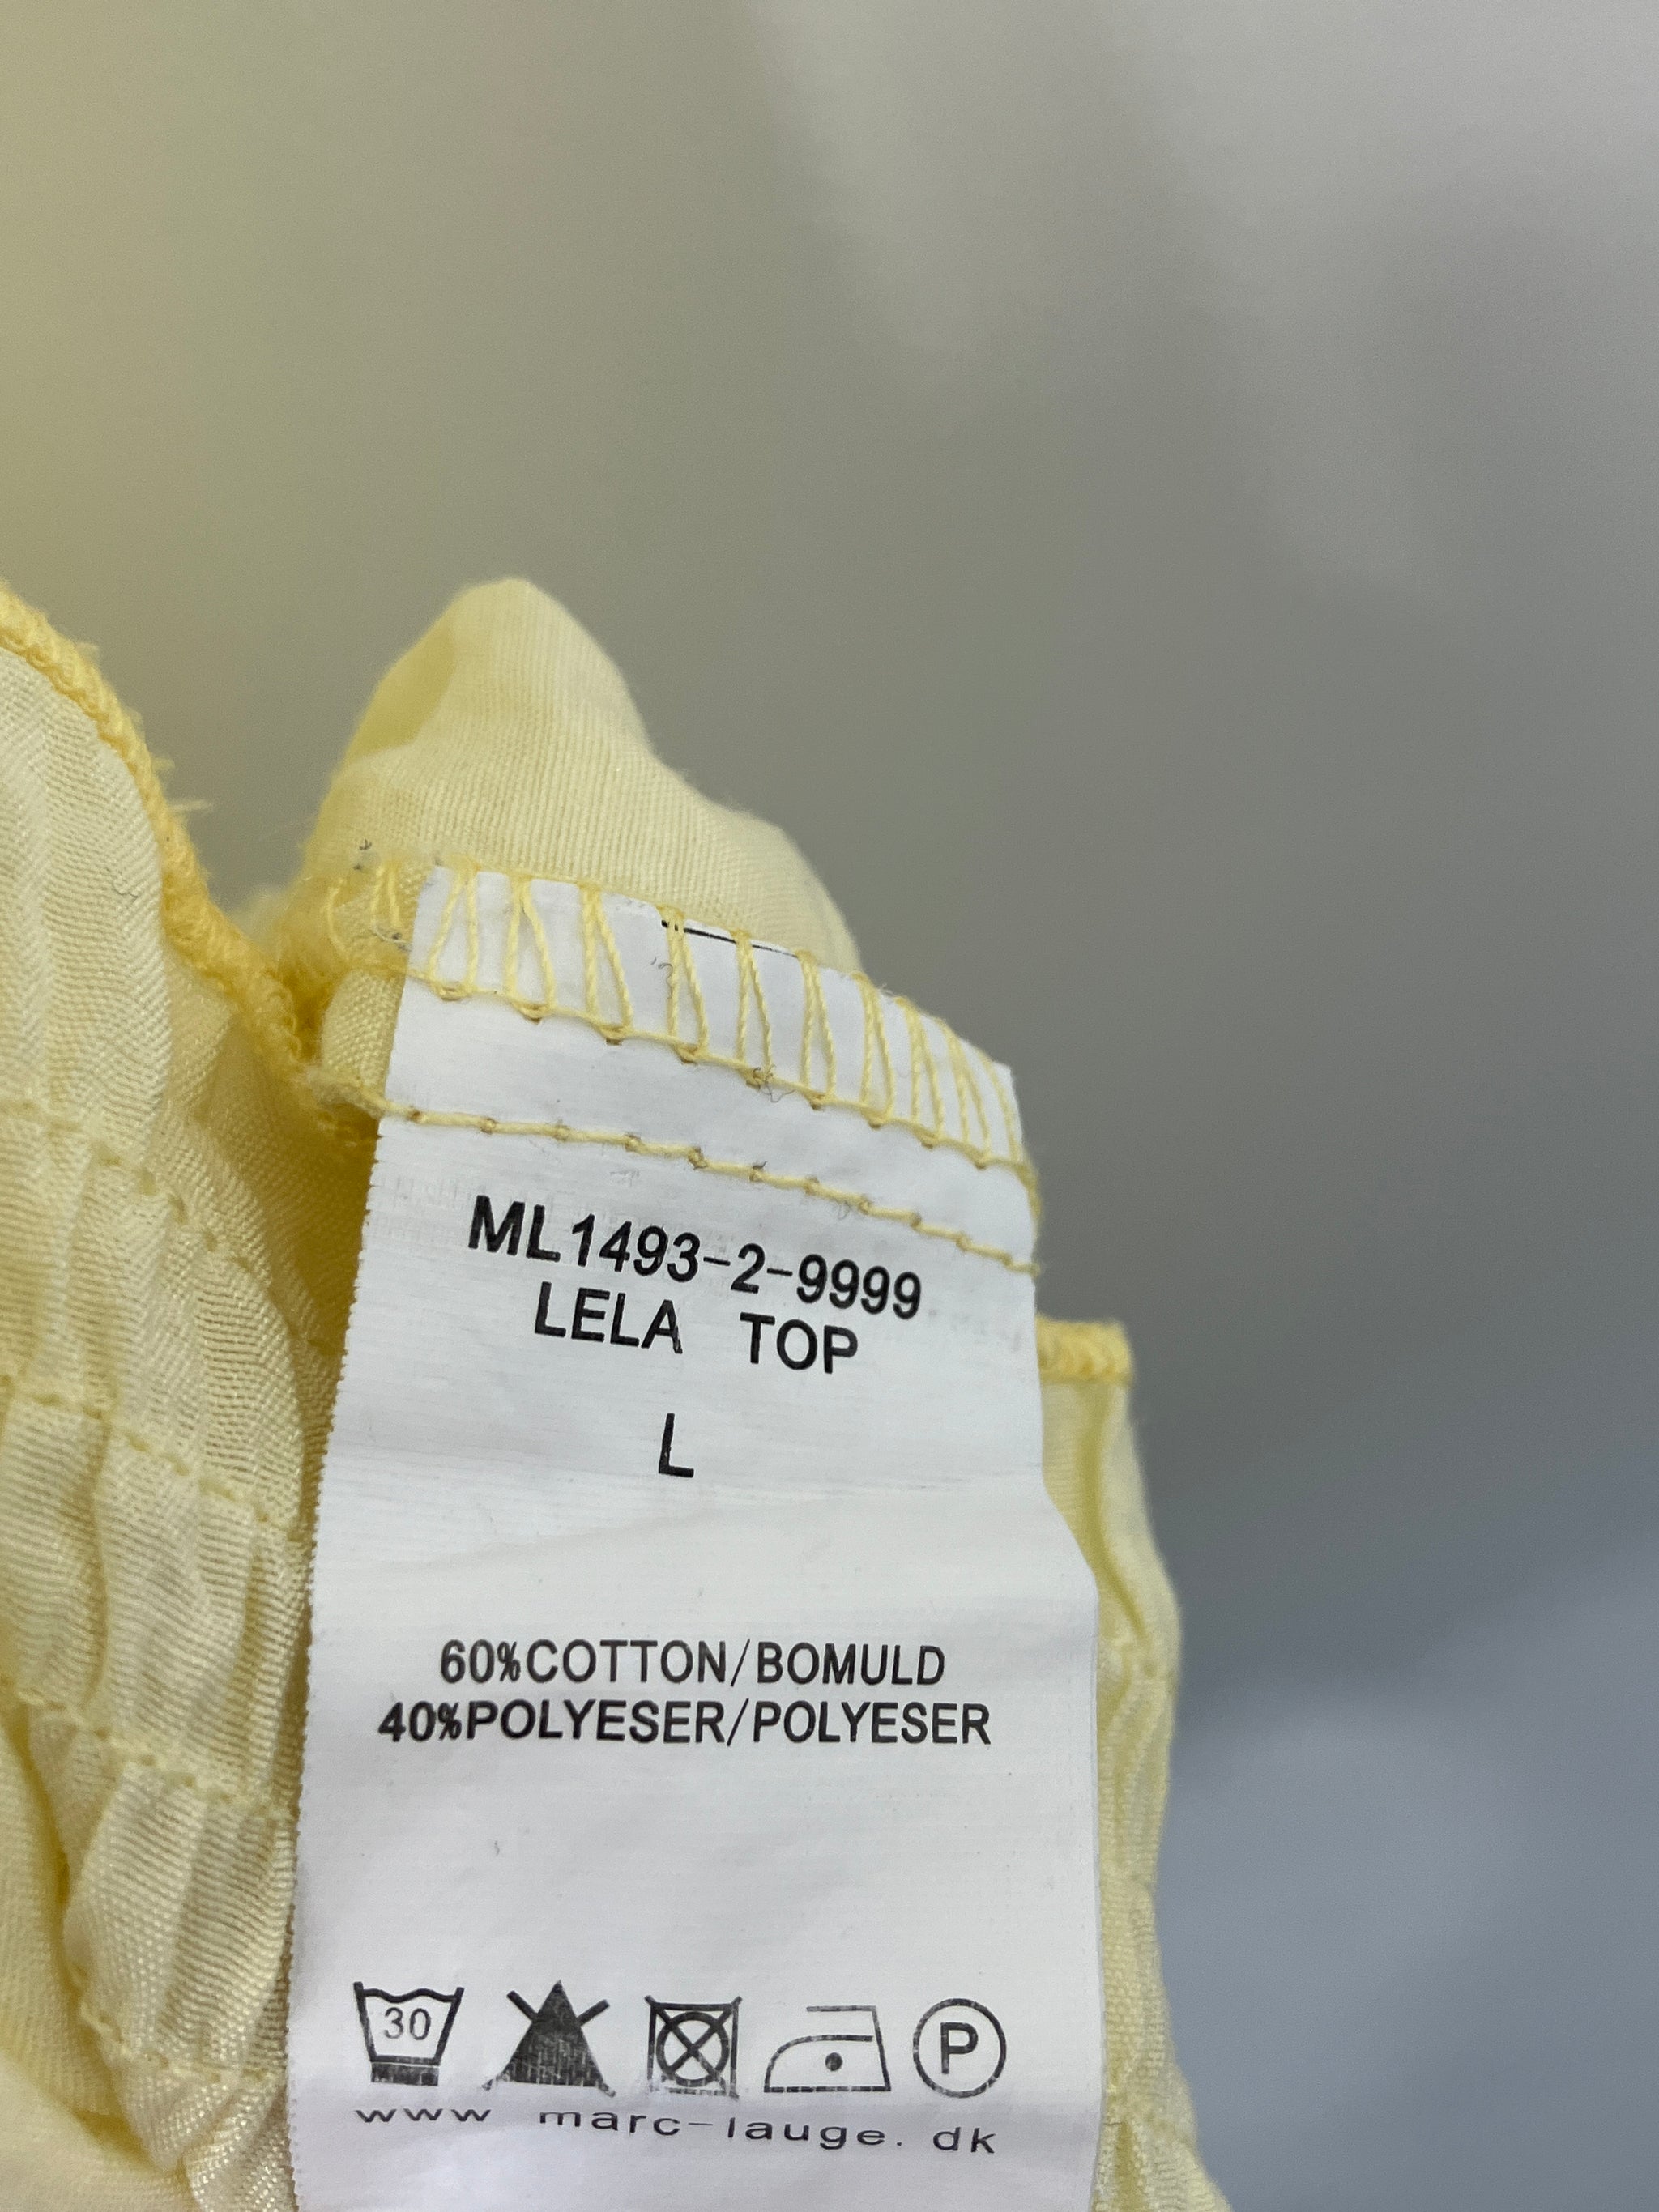 ML1493-2-9999
LELA TOP
L
60%COTTON/BOMULD
40%POLYESER/POLYESER
30
P
www marc-lauge. dk